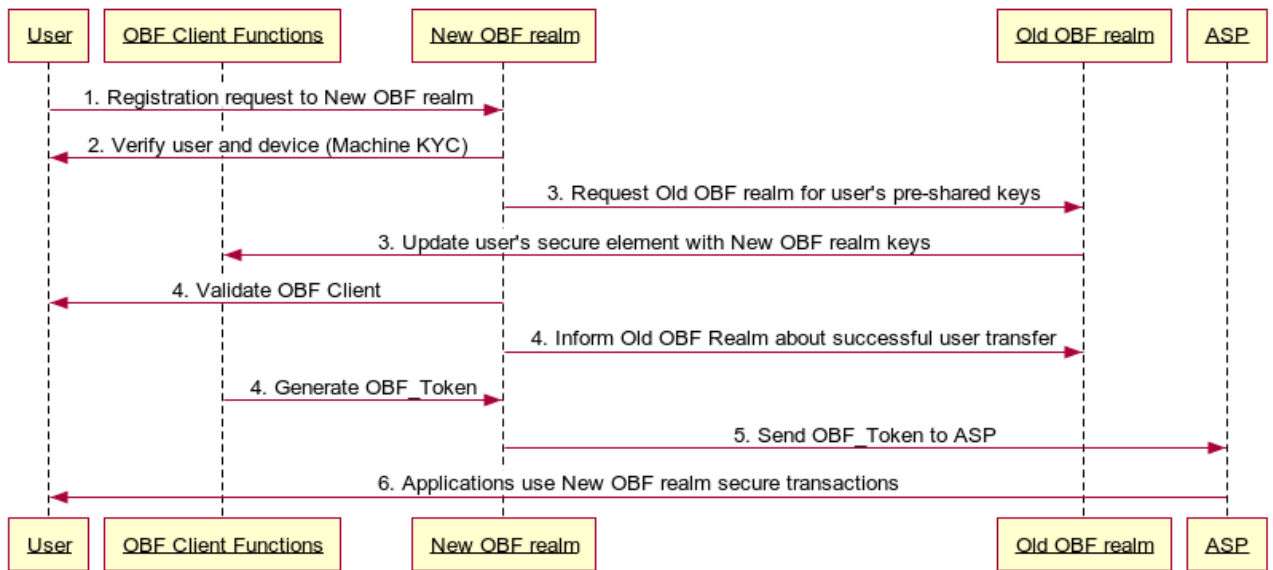 User
OBF Client Functions
New OBF realm
Old OBF realm
ASP
1. Registration request to New OBF realm
2. Verify user and device (Machine KYC)
3. Request Old OBF realm for user's pre-shared keys
3. Update user's secure element with New OBF realm keys
4. Validate OBF Client
4. Inform Old OBF Realm about successful user transfer
4. Generate OBF_Token
5. Send OBF_Token to ASP
6. Applications use New OBF realm secure transactions
User
OBF Client Functions
New OBF realm
Old OBF realm
ASP